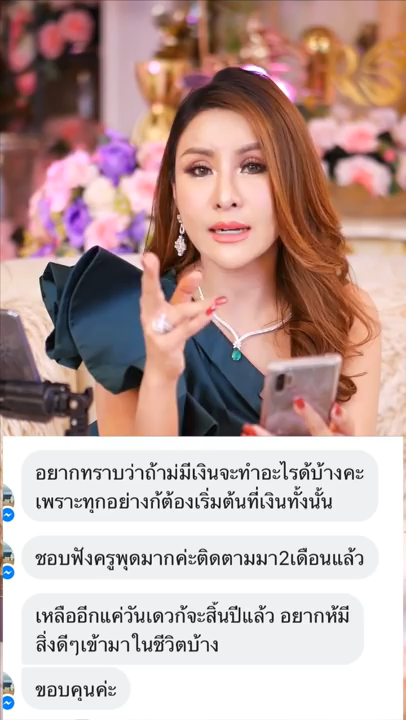 อยากทราบว่าถ้าม่มีเงินจะทำอะไรด้บ้างคะ
เพราะทุกอย่างก้ต้องเริ่มต้นที่เงินทั้งนั้น
ชอบฟังครูพุดมากค่ะติดตามมา2เดือนแล้ว
เหลืออีกแค่วันเดวก้จะสิ้นปีแล้ว อยากห้มี
สิ่งดีๆเข้ามาในชีวิตบ้าง
ขอบคุนค่ะ